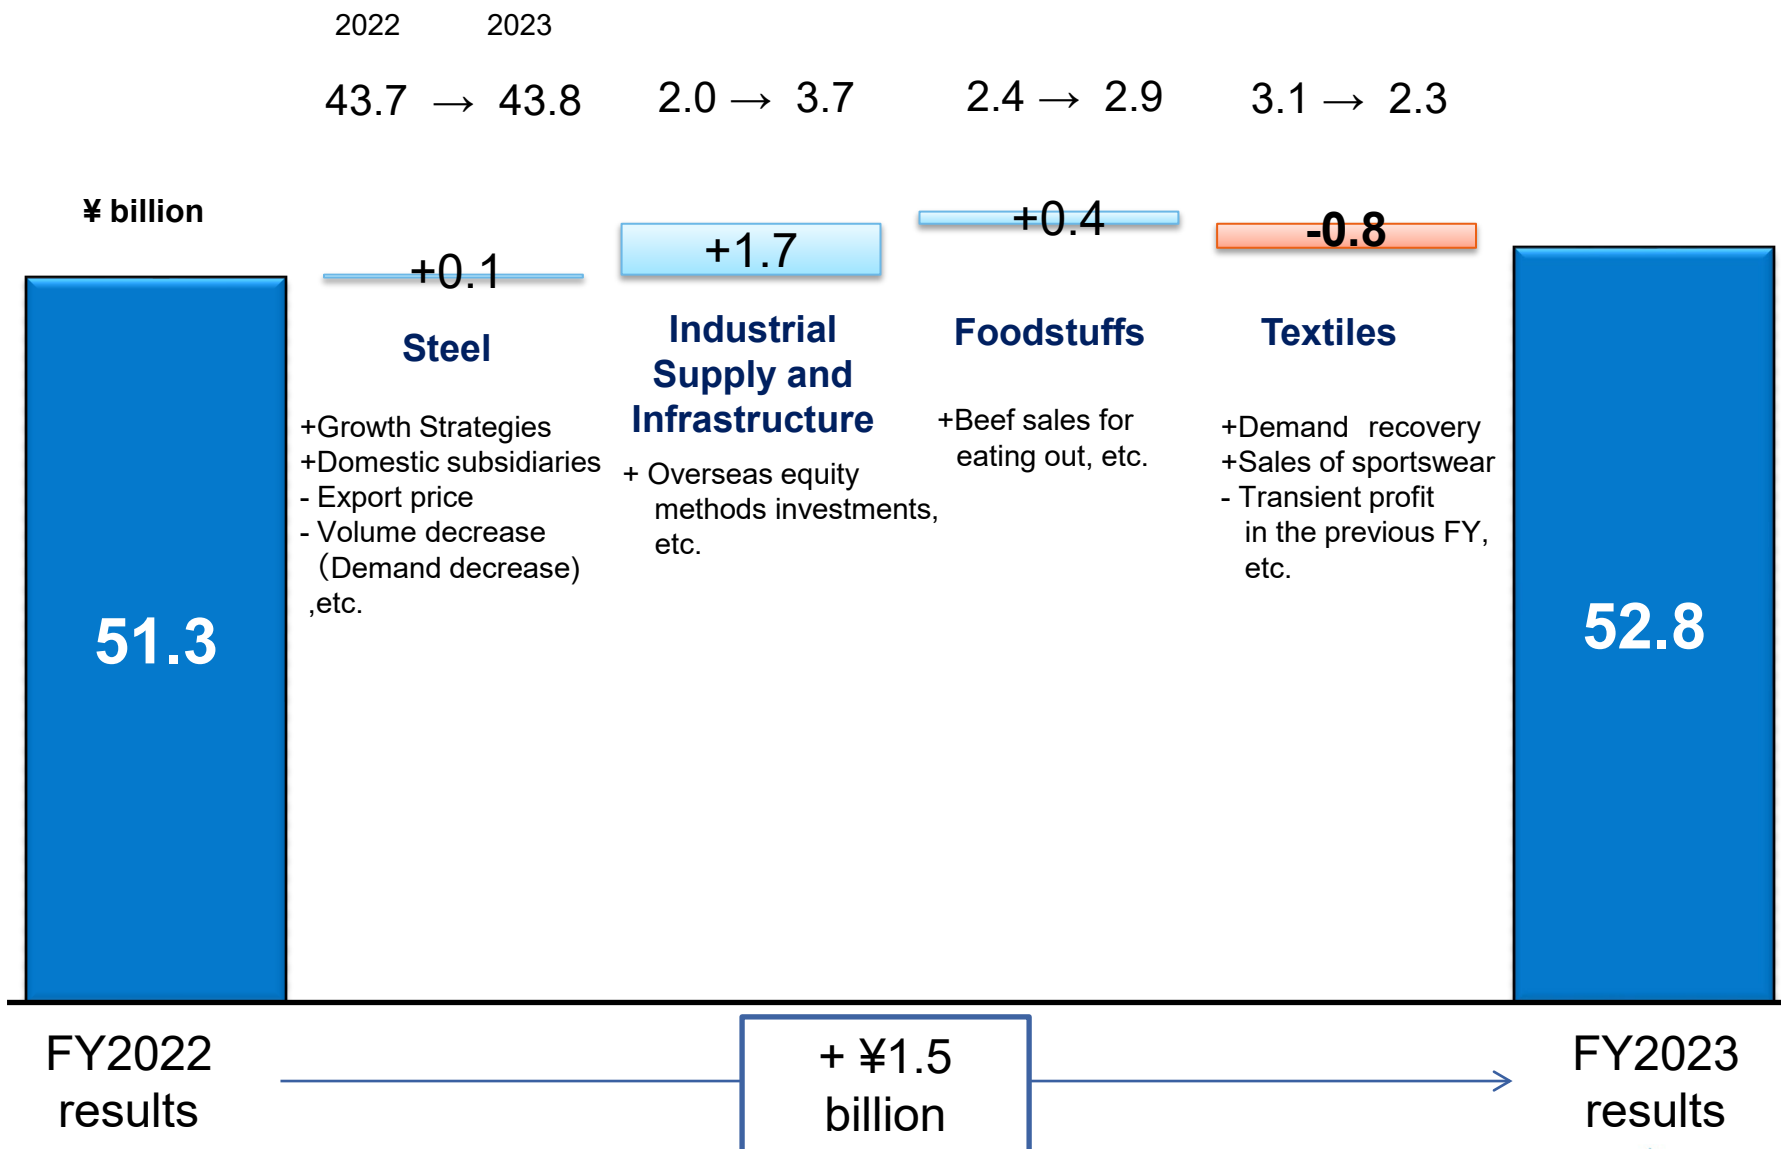 2022 2023
43.7 → 43.8 2.0 → 3.7 2.4 → 2.9 3.1 → 2.3
¥ billion
+0.1
+1.7
+0.4
-0.8
Steel
+Growth Strategies
+Domestic subsidiaries
- Export price
- Volume decrease
（Demand decrease)
,etc.
Industrial
Supply and
Infrastructure
+ Overseas equity
methods investments,
etc.
Foodstuffs
+Beef sales for
eating out, etc.
Textiles
+Demand recovery
+Sales of sportswear
- Transient profit
in the previous FY,
etc.
51.3
52.8
FY2022
results
+ ¥1.5
billion
FY2023
results